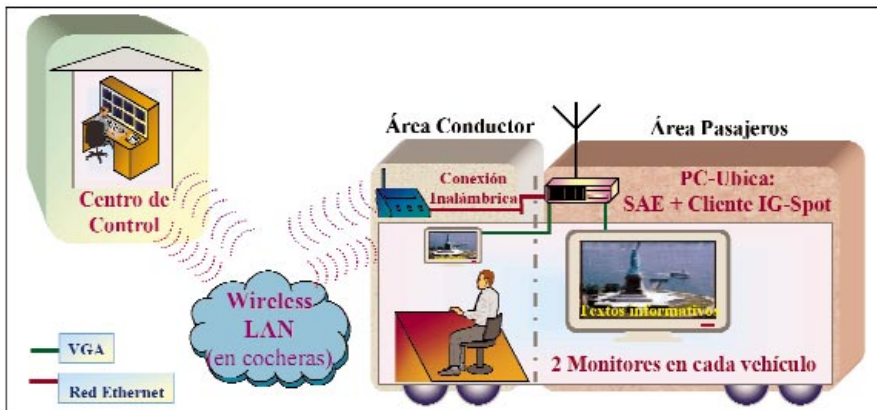 Centro de
Control
Área Conductor
Área Pasajeros
Conexión
Inalámbrica
PC-Ubica:
SAE + Cliente IG-Spot
Wireless
LAN
(en cocheras)
Textos informativos
2 Monitores en cada vehículo
VGA
Red Ethernet